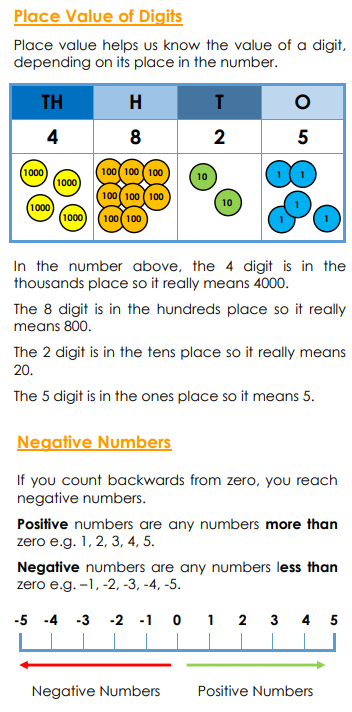 Place Value of Digits
Place value helps us know the value of a digit,
depending on its place in the number.
TH H T O
4 8 2 5
1000 100 100 100 10 1 1
1000
100 100 100
1000 10 1
1000 100 100 1 1
In the number above, the 4 digit is in the
thousands place so it really means 4000.
The 8 digit is in the hundreds place so it really
means 800.
The 2 digit is in the tens place so it really means
20.
The 5 digit is in the ones place so it means 5.
Negative Numbers
If you count backwards from zero, you reach
negative numbers.
Positive numbers are any numbers more than
zero e.g. 1, 2, 3, 4, 5.
Negative numbers are any numbers less than
zero e.g. –1, -2, -3, -4, -5.
-5 -4 -3 -2 -1 0 1 2 3 4 5
Negative Numbers Positive Numbers